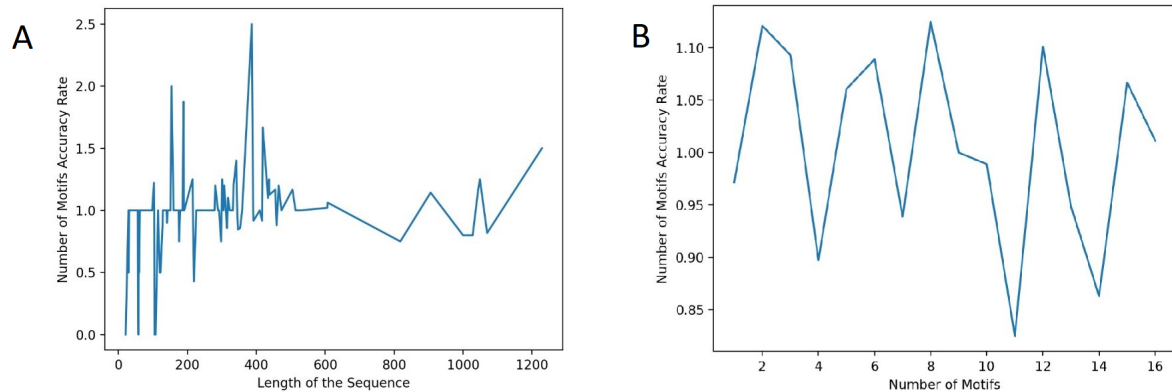 A
Number of Motifs Accuracy Rate
2.5
2.0
1.5
1.0
0.5
0.0
0 200 400 600 800 1000 1200
Length of the Sequence
B
Number of Motifs Accuracy Rate
1.10
1.05
1.00
0.95
0.90
0.85
2 4 6 8 10 12 14 16
Number of Motifs